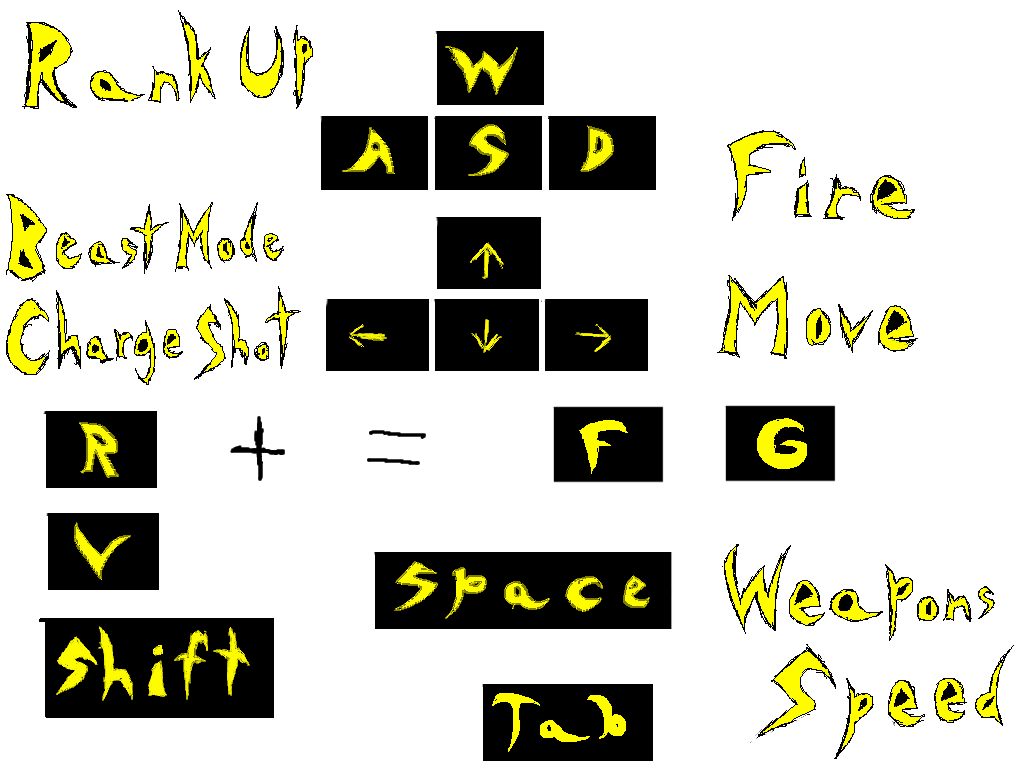 Rank Up
W
A S D
Fire
Beast Mode
↑
Charge Shot
← ↓ →
Move
R + = F G
V
Space
Weapons
Shift
Speed
Tab